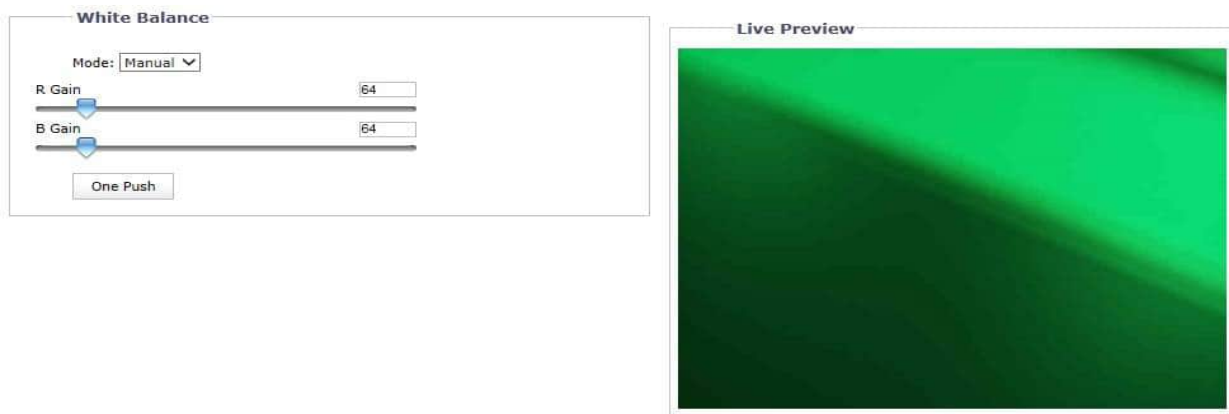 White Balance
Mode: Manual
R Gain 64
B Gain 64
One Push
Live Preview